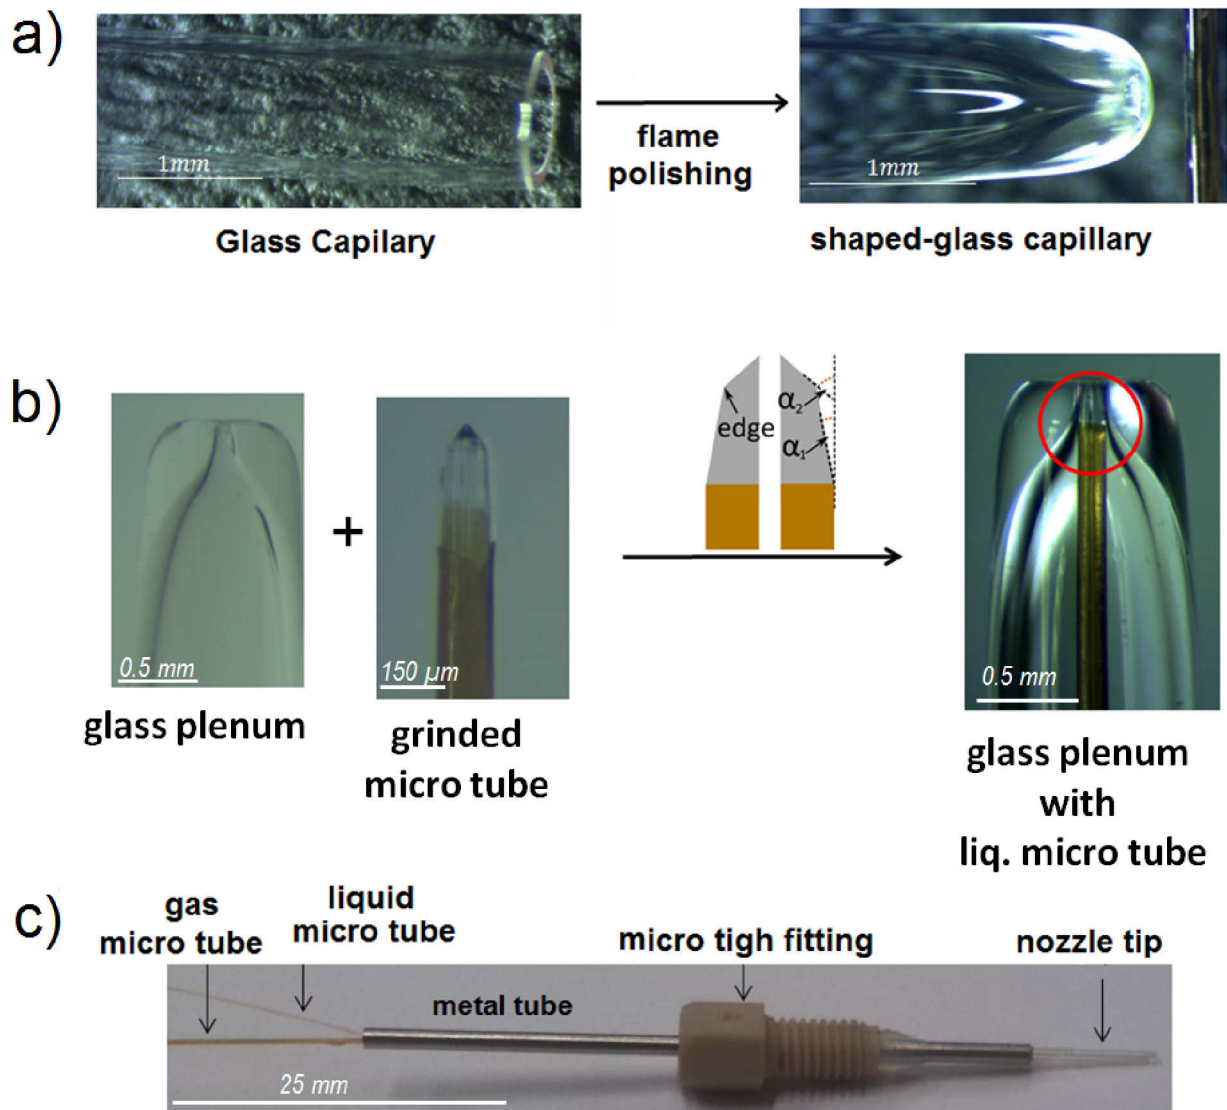 a)
1mm
flame
polishing
1mm
Glass Capilary
shaped-glass capillary
b)
edge
α2
α1
+
0.5 mm
150 μm
0.5 mm
glass plenum
grinded
micro tube
glass plenum
with
liq. micro tube
c)
gas
micro tube
liquid
micro tube
micro tigh fitting
nozzle tip
metal tube
25 mm